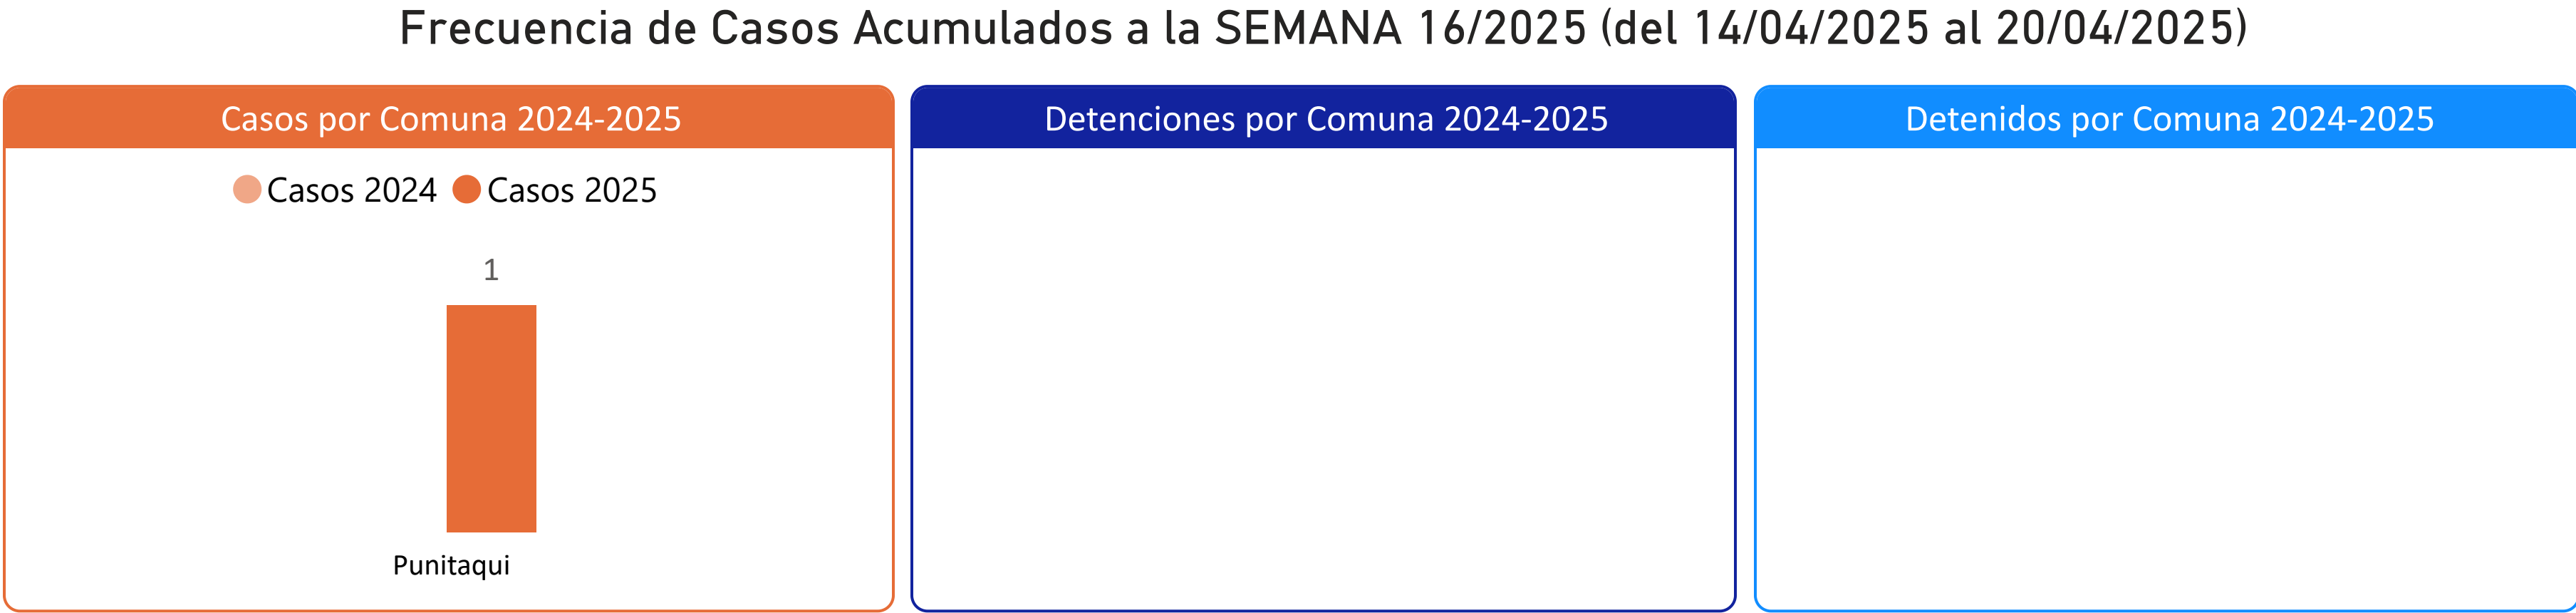 Frecuencia de Casos Acumulados a la SEMANA 16/2025 (del 14/04/2025 al 20/04/2025)
Casos por Comuna 2024-2025
Casos 2024 Casos 2025
1
Punitaqui
Detenciones por Comuna 2024-2025
Detenidos por Comuna 2024-2025